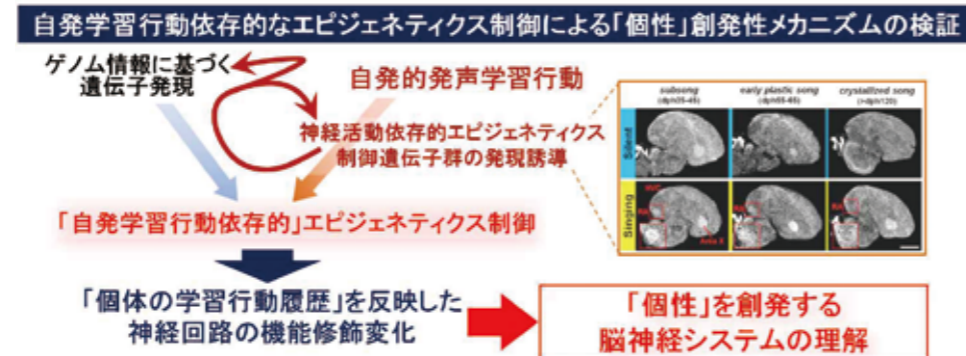 自発学習行動依存的なエピジェネティクス制御による「個性」創発性メカニズムの検証
ゲノム情報に基づく
遺伝子発現
自発的発声学習行動
神経活動依存的エピジェネティクス
制御遺伝子群の発現誘導
subsong
early plastic song
crystallized song
(>dph120)
Silent
Singing
HVC
RA
RA
RA
Area X
「自発学習行動依存的」エピジェネティクス制御
「個体の学習行動履歴」を反映した
神経回路の機能修飾変化
「個性」を創発する
脳神経システムの理解